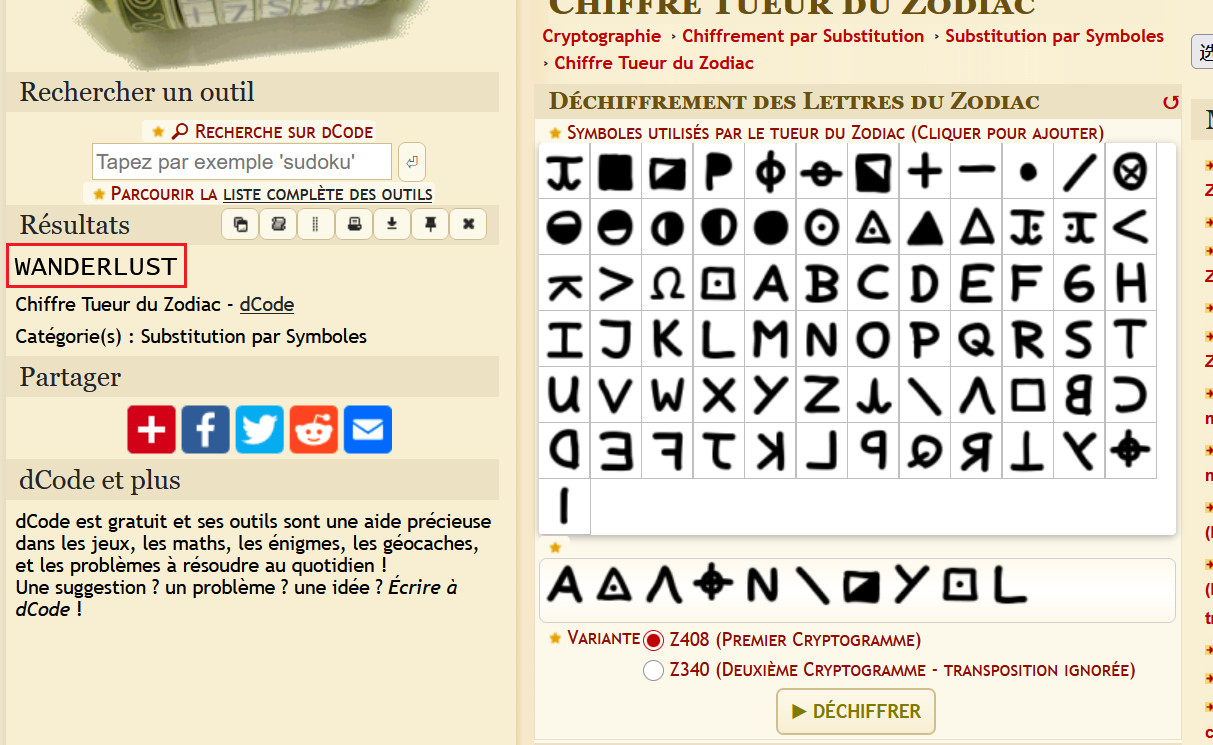 CHIFFRE TUEUR DU ZODIAC
Cryptographie › Chiffrement par Substitution › Substitution par Symboles
› Chiffre Tueur du Zodiac
Rechercher un outil
RECHERCHE SUR DCODE
Tapez par exemple 'sudoku'
PARCOURIR LA LISTE COMPLÈTE DES OUTILS
Résultats
WANDERLUST
Chiffre Tueur du Zodiac - dCode
Catégorie(s) : Substitution par Symboles
Partager
dCode et plus
dCode est gratuit et ses outils sont une aide précieuse
dans les jeux, les maths, les énigmes, les géocaches,
et les problèmes à résoudre au quotidien !
Une suggestion ? un problème ? une idée ? Écrire à
dCode !
DÉCHIFFREMENT DES LETTRES DU ZODIAC
SYMBOLES UTILISÉS PAR LE TUEUR DU ZODIAC (CLIQUER POUR AJOUTER)
VARIANTE Z408 (PREMIER CRYPTOGRAMME)
Z340 (DEUXIÈME CRYPTOGRAMME - TRANSPOSITION IGNORÉE)
► DÉCHIFFRER